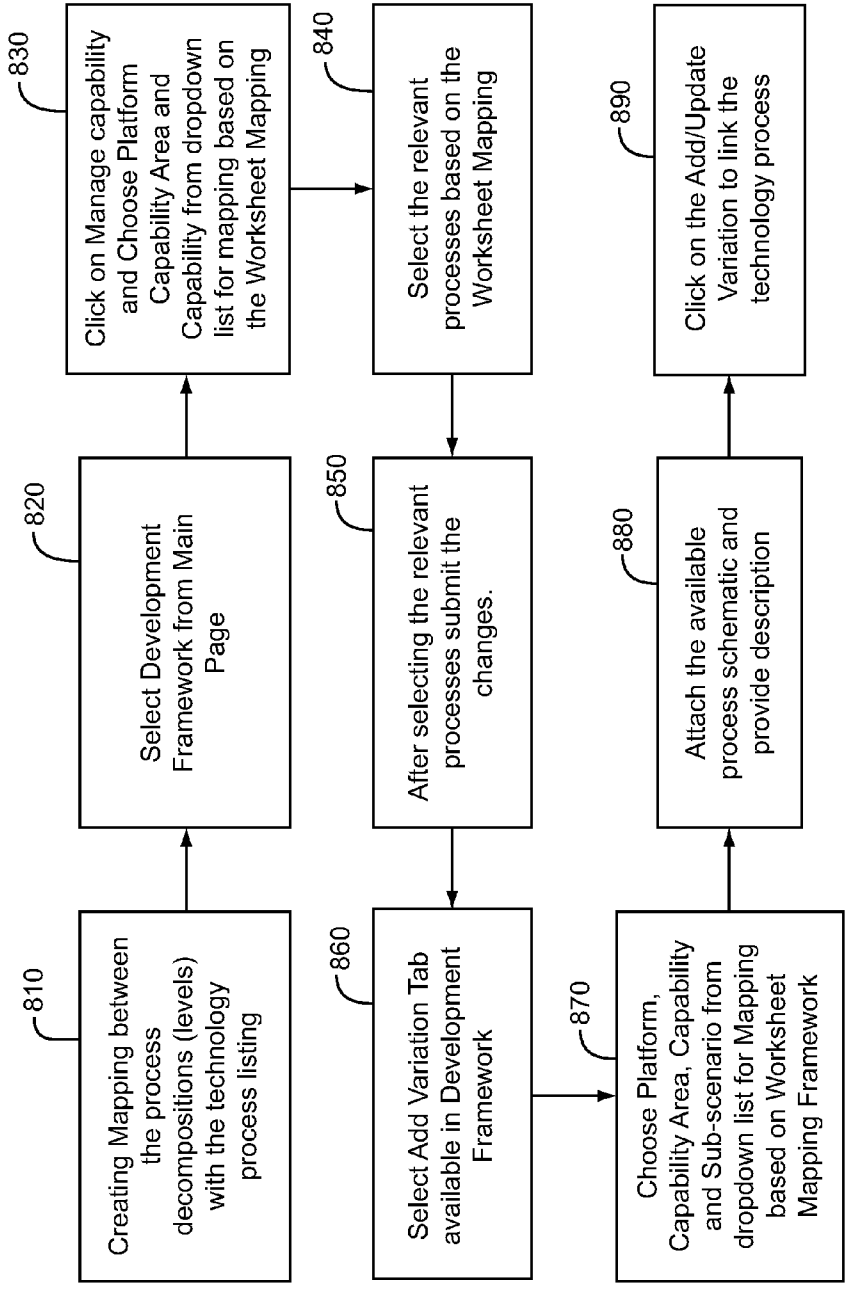 810
Creating Mapping between
the process
decompositions (levels)
with the technology
process listing
820
Select Development
Framework from Main
Page
830
Click on Manage capability
and Choose Platform
Capability Area and
Capability from dropdown
list for mapping based on
the Worksheet Mapping
840
Select the relevant
processes based on the
Worksheet Mapping
850
After selecting the relevant
processes submit the
changes.
860
Select Add Variation Tab
available in Development
Framework
870
Choose Platform,
Capability Area, Capability
and Sub-scenario from
dropdown list for Mapping
based on Worksheet
Mapping Framework
880
Attach the available
process schematic and
provide description
890
Click on the Add/Update
Variation to link the
technology process